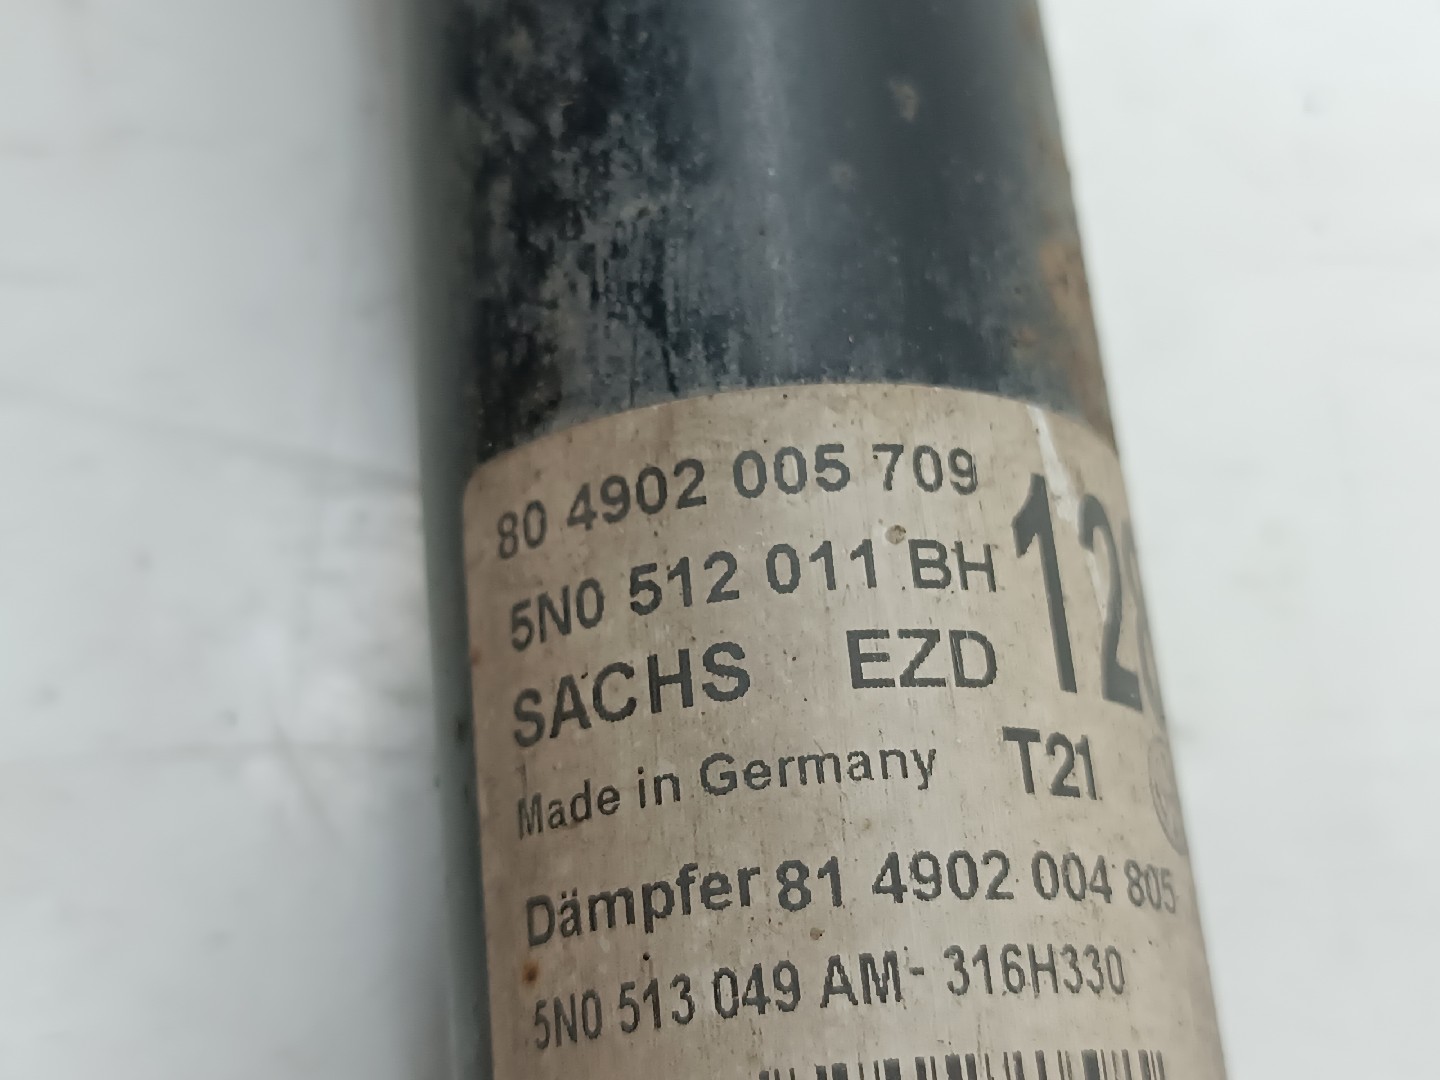 80 4902 005 709
5N0 512 011 BH
SACHS EZD
Made in Germany T21
Dämpfer 81 4902 004 805
5N0 513 049 AM- 316H330